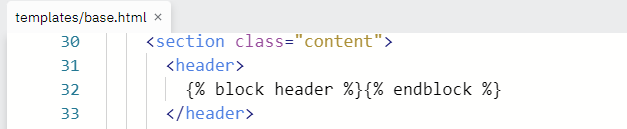 templates/base.html ×
30 <section class="content">
31 <header>
32 {% block header %}{% endblock %}
33 </header>